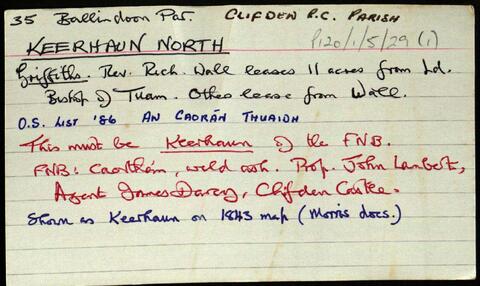 35 Ballindoon Par. CLIFDEN R.C. PARISH
P120/1/5/29 (1)
KEERHAUN NORTH
Griffiths. Rev. Rich. Wall leases 11 acres from Ld.
Bishop of Tuam. Others lease from Wall.
O.S. LIST '86 AN CAORÁN THUAIDH
This must be Keerhaun of the FNB.
FNB: Caorthán, wild ash. Prop. John Lambert,
Agent James Darcy, Clifden Castle.
Shown as Keerhaun on 1843 map (Morris docs.)